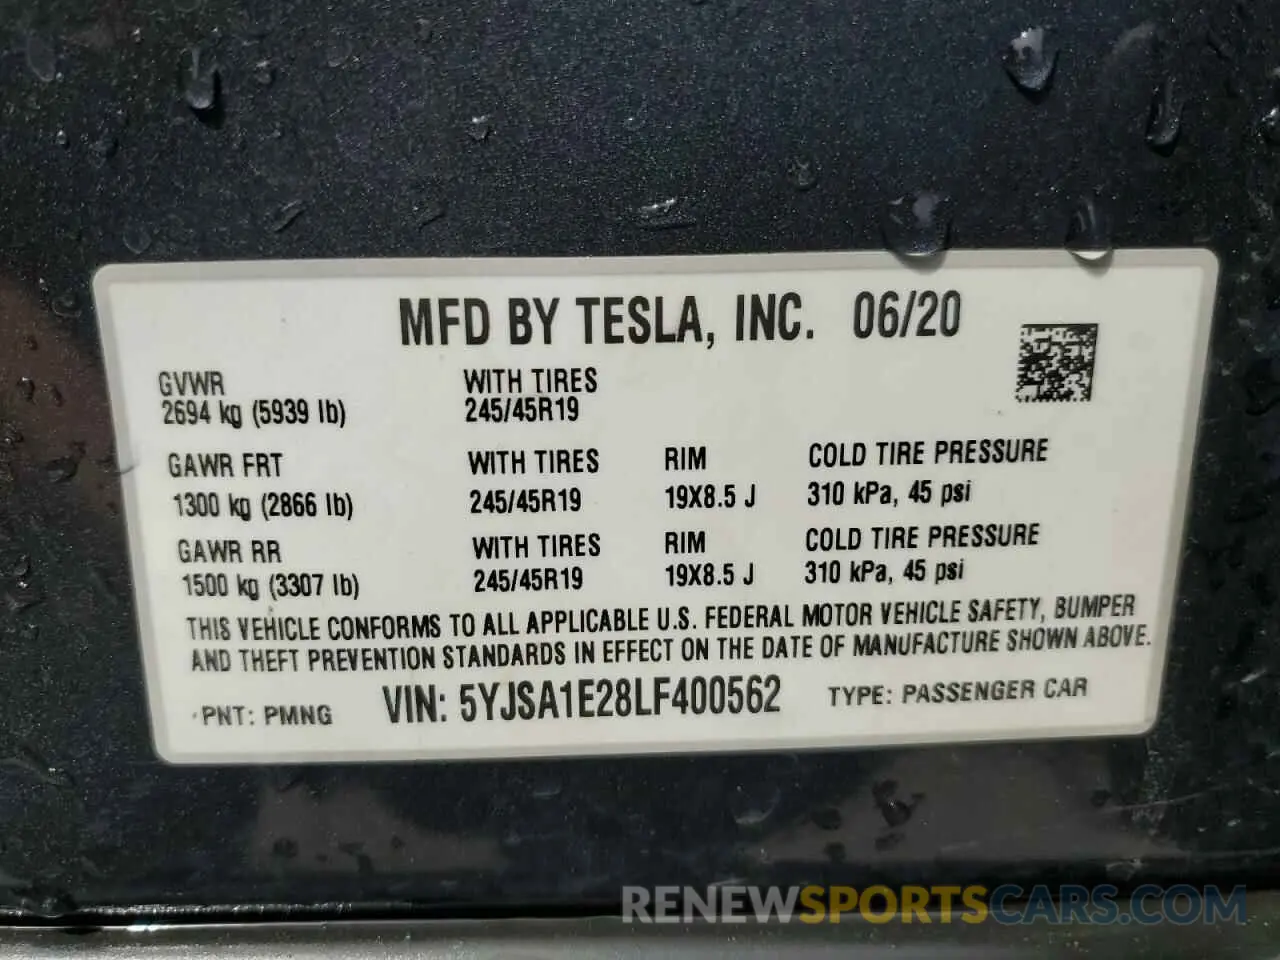 MFD BY TESLA, INC. 06/20
GVWR WITH TIRES
2694 kg (5939 lb) 245/45R19
GAWR FRT WITH TIRES RIM COLD TIRE PRESSURE
1300 kg (2866 lb) 245/45R19 19X8.5 J 310 kPa, 45 psi
GAWR RR WITH TIRES RIM COLD TIRE PRESSURE
1500 kg (3307 lb) 245/45R19 19X8.5 J 310 kPa, 45 psi
THIS VEHICLE CONFORMS TO ALL APPLICABLE U.S. FEDERAL MOTOR VEHICLE SAFETY, BUMPER
AND THEFT PREVENTION STANDARDS IN EFFECT ON THE DATE OF MANUFACTURE SHOWN ABOVE.
PNT: PMNG VIN: 5YJSA1E28LF400562 TYPE: PASSENGER CAR
RENEWSPORTSCARS.COM